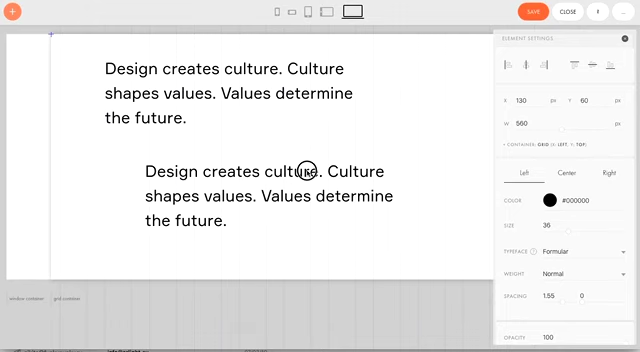 +
SAVE
CLOSE
...
ELEMENT SETTINGS
Design creates culture. Culture
shapes values. Values determine
the future.
Design creates culture. Culture
shapes values. Values determine
the future.
X 130 px Y 60 px
W 560 px
+ CONTAINER: GRID (X: LEFT, Y: TOP)
Left Center Right
COLOR #000000
SIZE 36
TYPEFACE ? Formular
WEIGHT Normal
SPACING 1.55 0
OPACITY 100
window container grid container